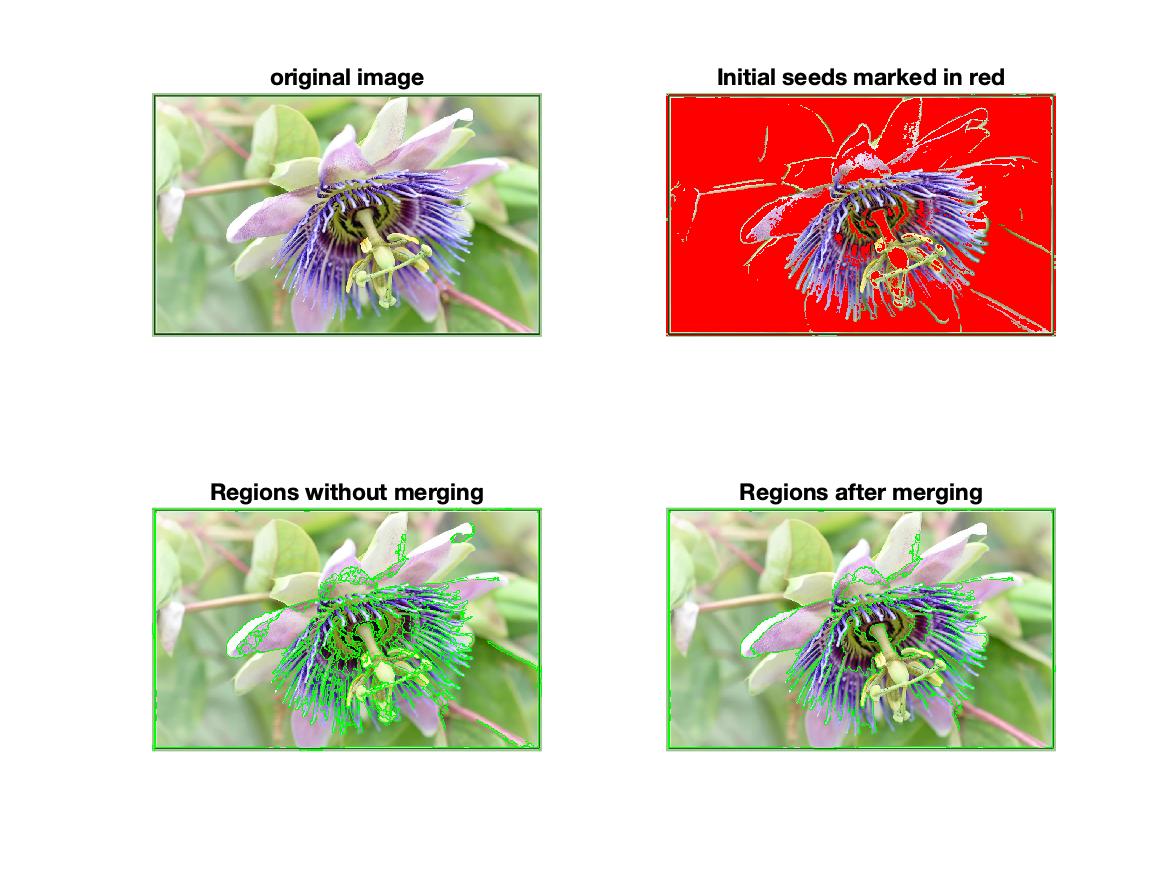 original image
Initial seeds marked in red
Regions without merging
Regions after merging